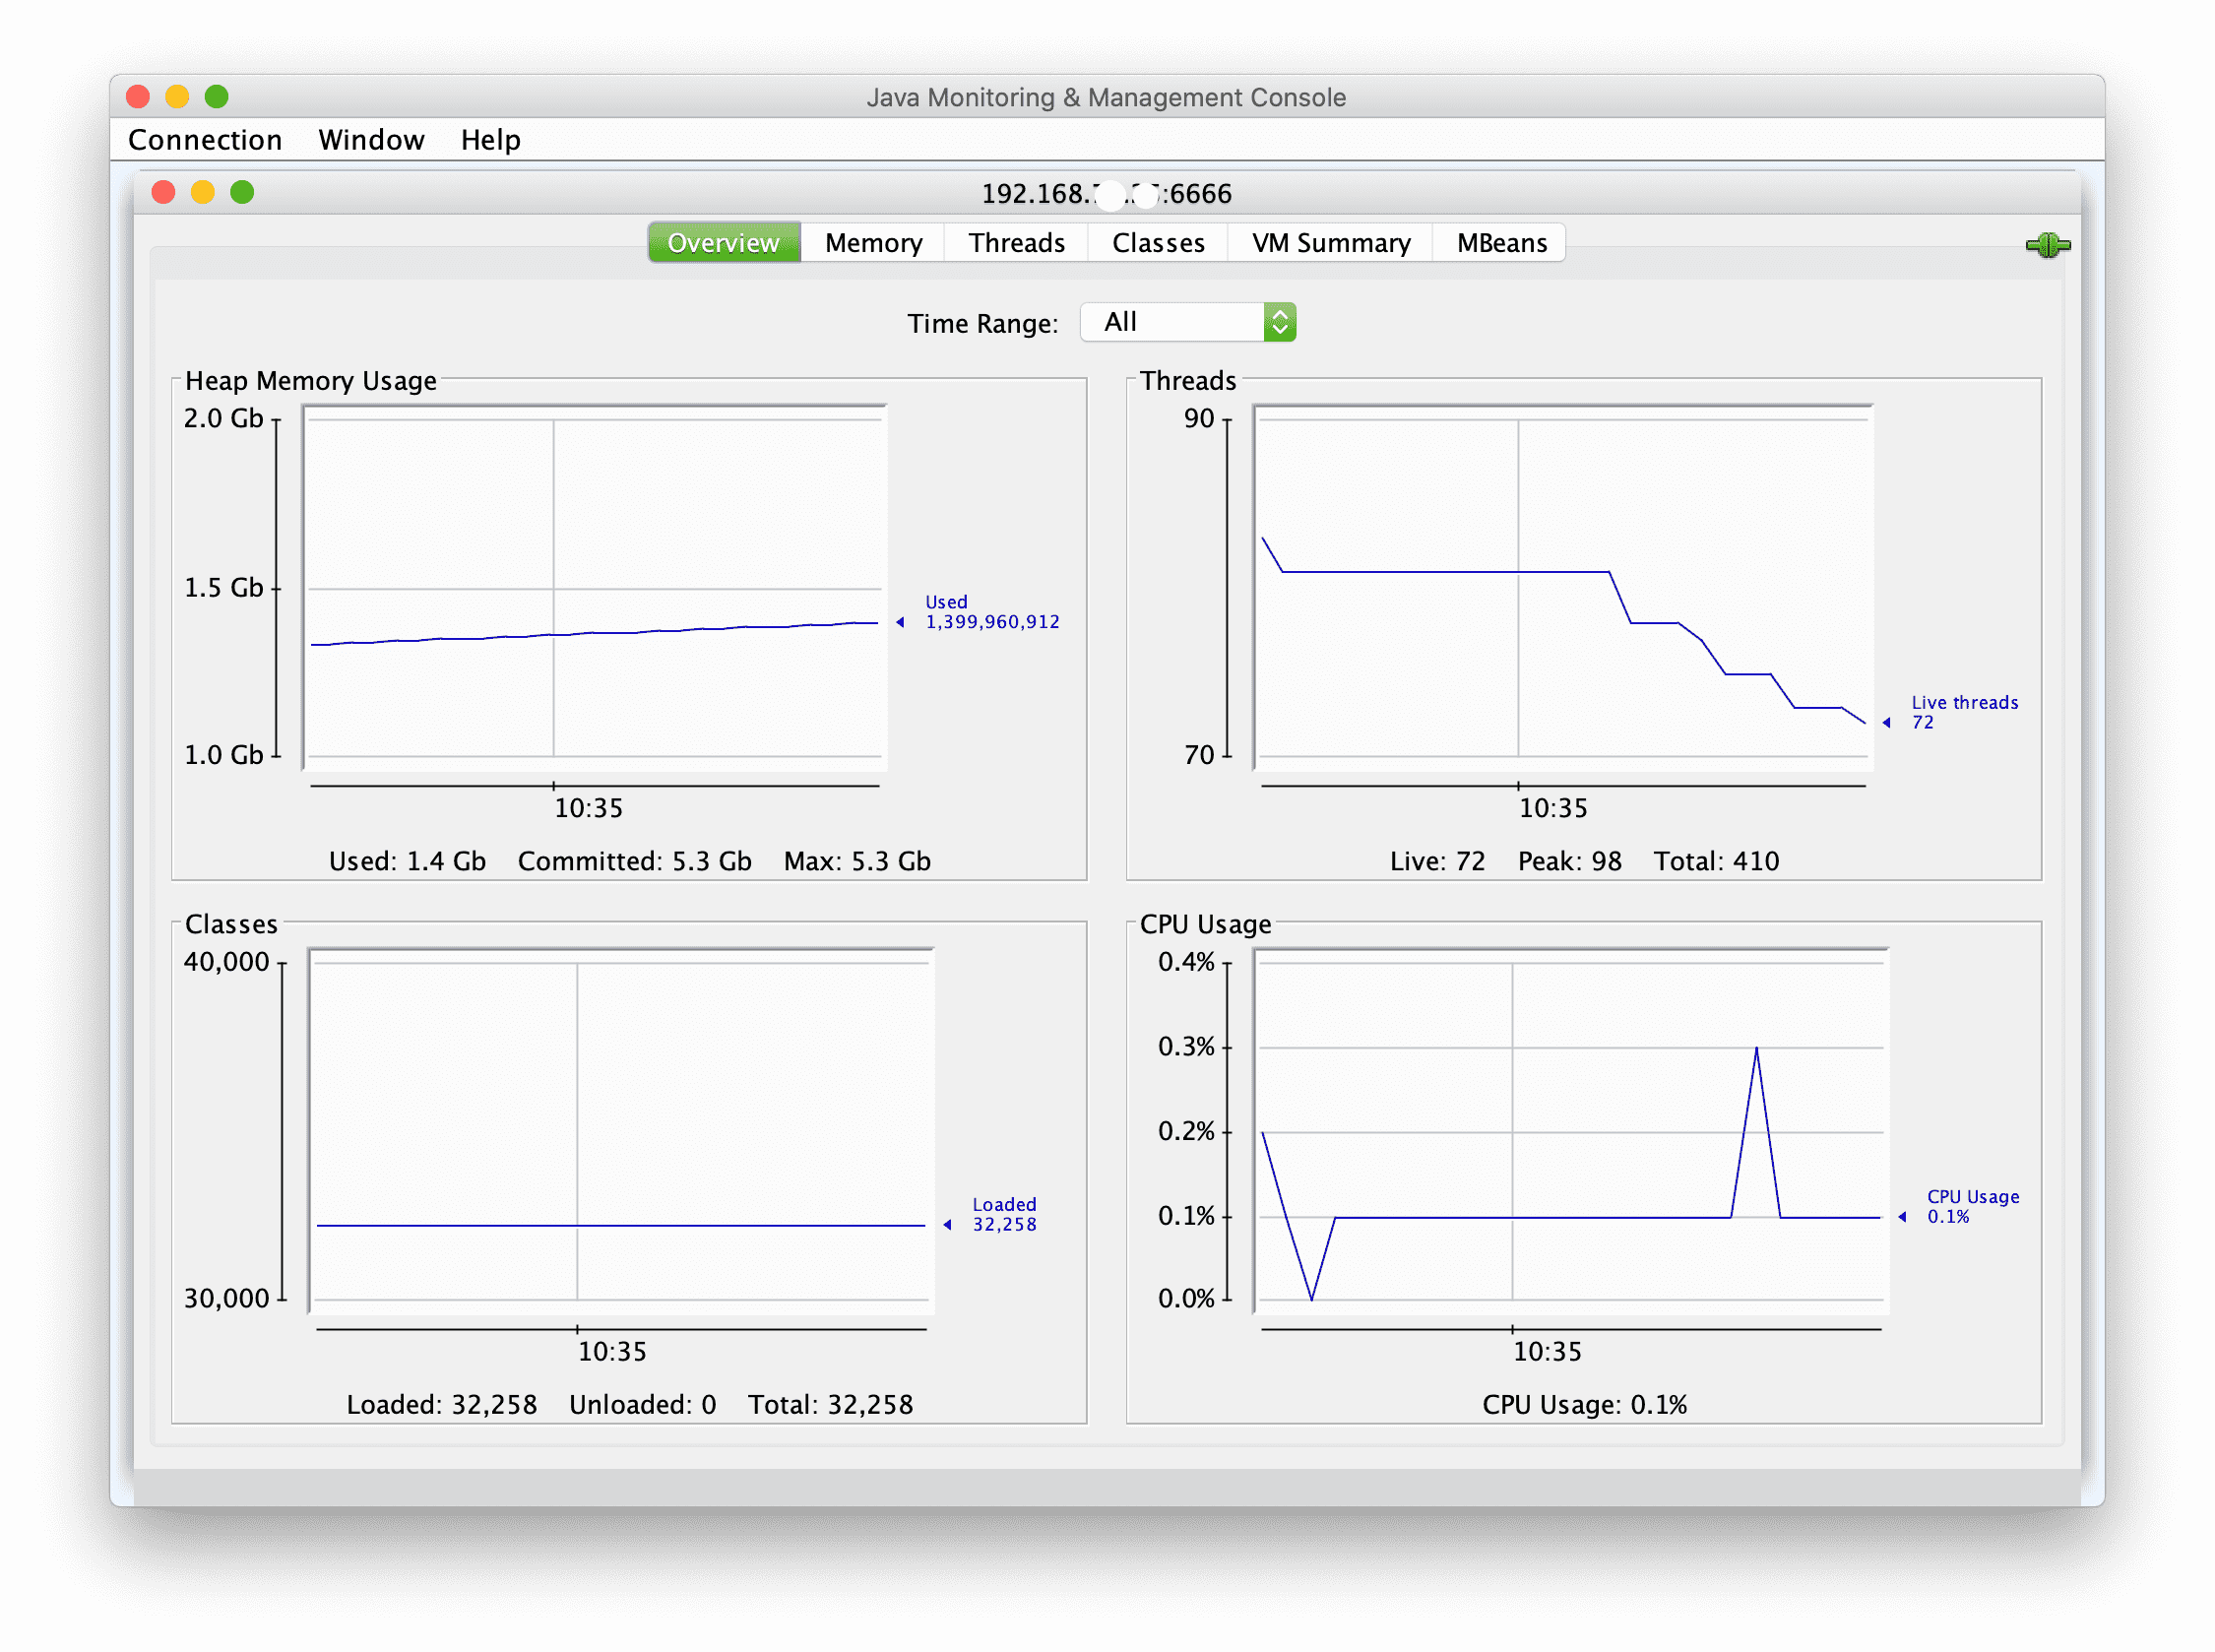 Java Monitoring & Management Console
Connection Window Help
:6666
Overview Memory Threads Classes VM Summary MBeans
Time Range: All
Heap Memory Usage
2.0 Gb
1.5 Gb
1.0 Gb
Used
1,399,960,912
10:35
Used: 1.4 Gb Committed: 5.3 Gb Max: 5.3 Gb
Threads
90
70
Live threads
72
10:35
Live: 72 Peak: 98 Total: 410
Classes
40,000
30,000
Loaded
32,258
10:35
Loaded: 32,258 Unloaded: 0 Total: 32,258
CPU Usage
0.4%
0.3%
0.2%
0.1%
0.0%
CPU Usage
0.1%
10:35
CPU Usage: 0.1%